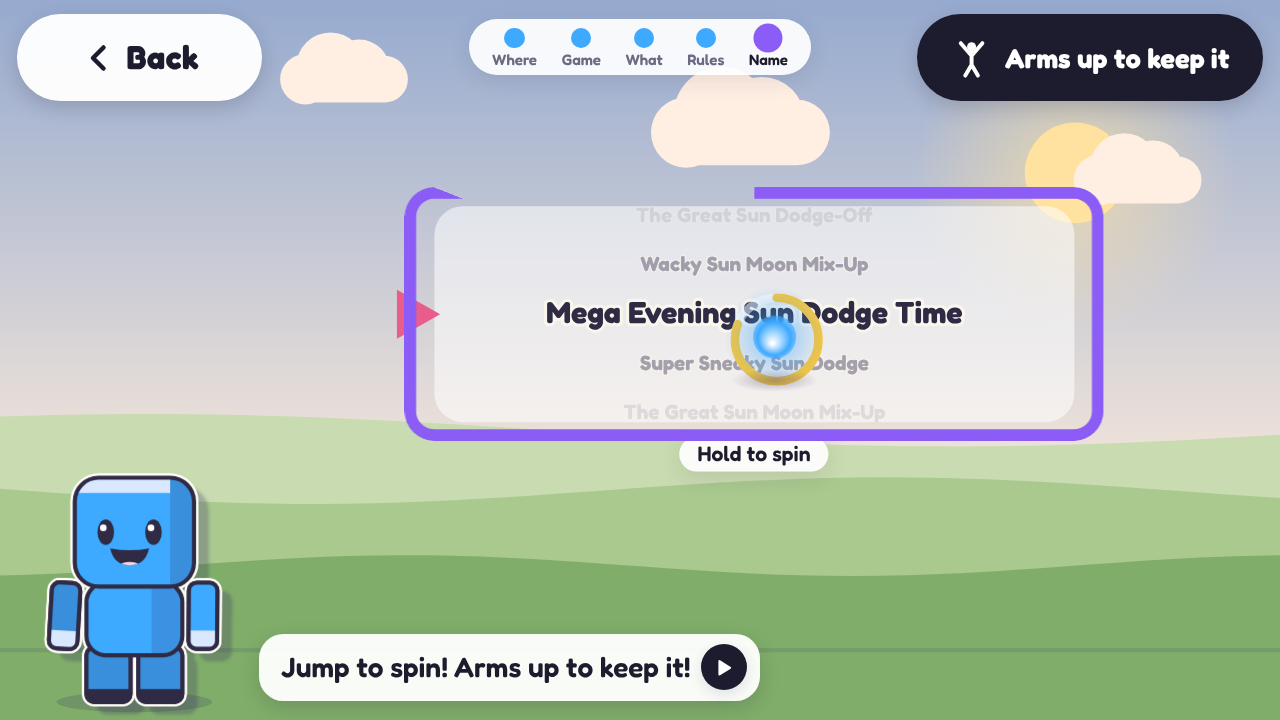 Back
Where Game What Rules Name
Arms up to keep it
The Great Sun Dodge-Off
Wacky Sun Moon Mix-Up
Mega Evening Sun Dodge Time
Super Sneaky Sun Dodge
The Great Sun Moon Mix-Up
Hold to spin
Jump to spin! Arms up to keep it!